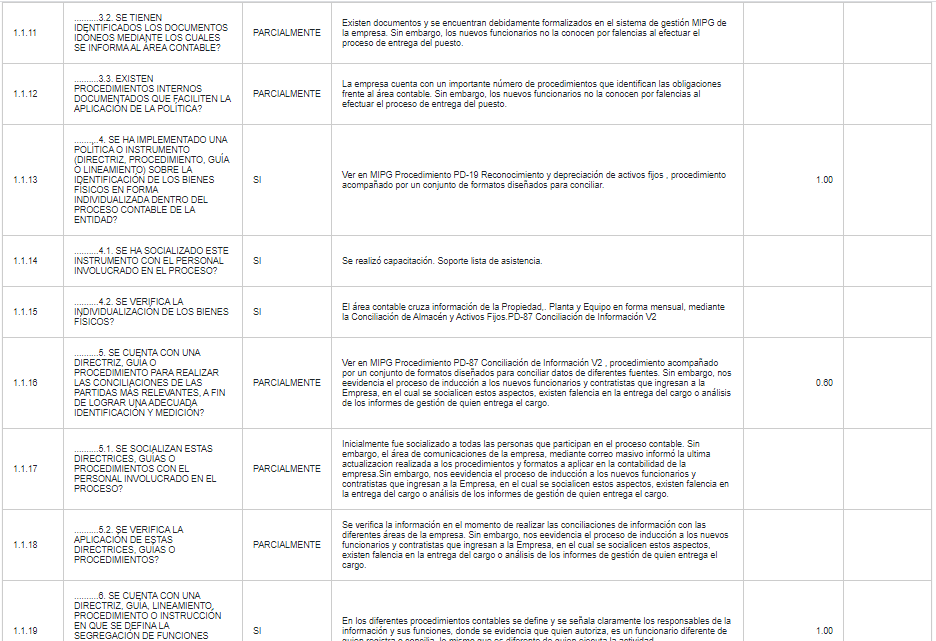 1.1.11
..........3.2. SE TIENEN
IDENTIFICADOS LOS DOCUMENTOS
IDÓNEOS MEDIANTE LOS CUALES
SE INFORMA AL ÁREA CONTABLE?
PARCIALMENTE
Existen documentos y se encuentran debidamente formalizados en el sistema de gestión MIPG de
la empresa. Sin embargo, los nuevos funcionarios no la conocen por falencias al efectuar el
proceso de entrega del puesto.
1.1.12
..........3.3. EXISTEN
PROCEDIMIENTOS INTERNOS
DOCUMENTADOS QUE FACILITEN LA
APLICACIÓN DE LA POLÍTICA?
PARCIALMENTE
La empresa cuenta con un importante número de procedimientos que identifican las obligaciones
frente al área contable. Sin embargo, los nuevos funcionarios no la conocen por falencias al
efectuar el proceso de entrega del puesto.
1.1.13
.......,..4. SE HA IMPLEMENTADO UNA
POLÍTICA O INSTRUMENTO
(DIRECTRIZ, PROCEDIMIENTO, GUÍA
O LINEAMIENTO) SOBRE LA
IDENTIFICACIÓN DE LOS BIENES
FÍSICOS EN FORMA
INDIVIDUALIZADA DENTRO DEL
PROCESO CONTABLE DE LA
ENTIDAD?
SI
Ver en MIPG Procedimiento PD-19 Reconocimiento y depreciación de activos fijos , procedimiento
acompañado por un conjunto de formatos diseñados para conciliar.
1.00
1.1.14
..........4.1. SE HA SOCIALIZADO ESTE
INSTRUMENTO CON EL PERSONAL
INVOLUCRADO EN EL PROCESO?
SI
Se realizó capacitación. Soporte lista de asistencia.
1.1.15
..........4.2. SE VERIFICA LA
INDIVIDUALIZACIÓN DE LOS BIENES
FÍSICOS?
SI
El área contable cruza información de la Propiedad,. Planta y Equipo en forma mensual, mediante
la Conciliación de Almacén y Activos Fijos.PD-87 Conciliación de Información V2
1.1.16
..........5. SE CUENTA CON UNA
DIRECTRIZ, GUÍA O
PROCEDIMIENTO PARA REALIZAR
LAS CONCILIACIONES DE LAS
PARTIDAS MÁS RELEVANTES, A FIN
DE LOGRAR UNA ADECUADA
IDENTIFICACIÓN Y MEDICIÓN?
PARCIALMENTE
Ver en MIPG Procedimiento PD-87 Conciliación de Información V2 , procedimiento acompañado
por un conjunto de formatos diseñados para conciliar datos de diferentes fuentes. Sin embargo, nos
eevidencia el proceso de inducción a los nuevos funcionarios y contratistas que ingresan a la
Empresa, en el cual se socialicen estos aspectos, existen falencia en la entrega del cargo o análisis
de los informes de gestión de quien entrega el cargo.
0.60
1.1.17
..........5.1. SE SOCIALIZAN ESTAS
DIRECTRICES, GUÍAS O
PROCEDIMIENTOS CON EL
PERSONAL INVOLUCRADO EN EL
PROCESO?
PARCIALMENTE
Inicialmente fue socializado a todas las personas que participan en el proceso contable. Sin
embargo, el área de comunicaciones de la empresa, mediante correo masivo informó la ultima
actualizacion realizada a los procedimientos y formatos a aplicar en la contabilidad de la
empresa.Sin embargo, nos eevidencia el proceso de inducción a los nuevos funcionarios y
contratistas que ingresan a la Empresa, en el cual se socialicen estos aspectos, existen falencia en
la entrega del cargo o análisis de los informes de gestión de quien entrega el cargo.
1.1.18
..........5.2. SE VERIFICA LA
APLICACIÓN DE ESTAS
DIRECTRICES, GUÍAS O
PROCEDIMIENTOS?
PARCIALMENTE
Se verifica la información en el momento de realizar las conciliaciones de información con las
diferentes áreas de la empresa. Sin embargo, nos eevidencia el proceso de inducción a los nuevos
funcionarios y contratistas que ingresan a la Empresa, en el cual se socialicen estos aspectos,
existen falencia en la entrega del cargo o análisis de los informes de gestión de quien entrega el
cargo.
1.1.19
..........6. SE CUENTA CON UNA
DIRECTRIZ, GUÍA, LINEAMIENTO,
PROCEDIMIENTO O INSTRUCCIÓN
EN QUE SE DEFINA LA
SEGREGACIÓN DE FUNCIONES
SI
En los diferentes procedimientos contables se define y se señala claramente los responsables de la
información y sus funciones, donde se evidencia que quien autoriza, es un funcionario diferente de
quien registra o concilia, lo mismo que es diferente de quien ejecuta la actividad.
1.00